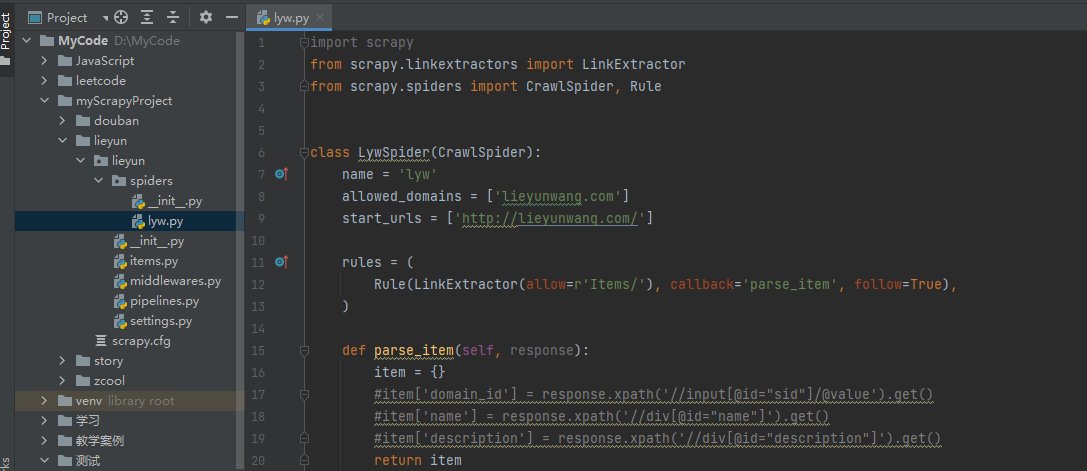 Project
Project
MyCode D:\MyCode
JavaScript
leetcode
myScrapyProject
douban
lieyun
lieyun
spiders
__init__.py
lyw.py
__init__.py
items.py
middlewares.py
pipelines.py
settings.py
scrapy.cfg
story
zcool
venv library root
学习
教学案例
测试
rks
lyw.py
1 import scrapy
2 from scrapy.linkextractors import LinkExtractor
3 from scrapy.spiders import CrawlSpider, Rule
4
5
6 class LywSpider(CrawlSpider):
7 name = 'lyw'
8 allowed_domains = ['lieyunwang.com']
9 start_urls = ['http://lieyunwang.com/']
10
11 rules = (
12 Rule(LinkExtractor(allow=r'Items/'), callback='parse_item', follow=True),
13 )
14
15 def parse_item(self, response):
16 item = {}
17 #item['domain_id'] = response.xpath('//input[@id="sid"]/@value').get()
18 #item['name'] = response.xpath('//div[@id="name"]').get()
19 #item['description'] = response.xpath('//div[@id="description"]').get()
20 return item